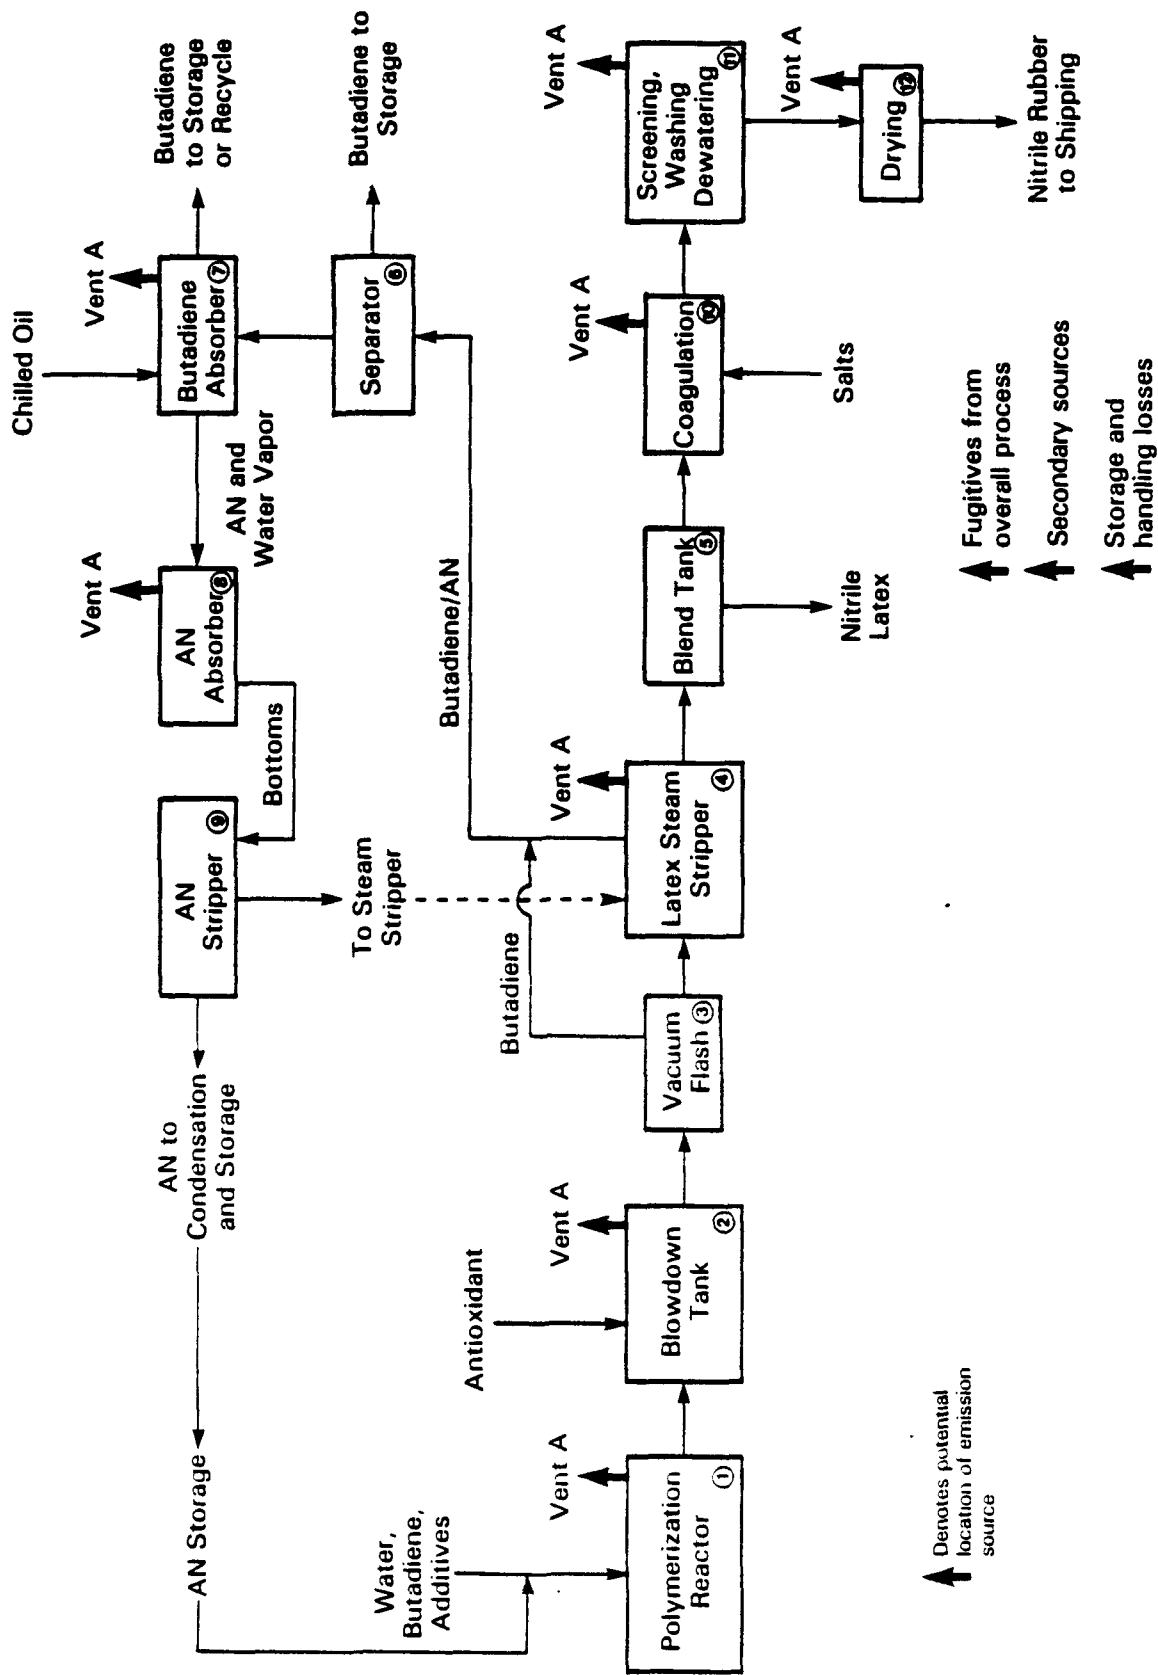 Chilled Oil
Vent A
Butadiene
to Storage
or Recycle
Butadiene
Absorber
7
AN and
Water Vapor
Vent A
AN
Absorber
8
Bottoms
AN
Stripper
9
AN to
Condensation
and Storage
AN Storage
To Steam
Stripper
Separator
6
Butadiene to
Storage
Butadiene/AN
Butadiene
Water,
Butadiene,
Additives
Antioxidant
Vent A
Polymerization
Reactor
1
Vent A
Blowdown
Tank
2
Vacuum
Flash
3
Vent A
Latex Steam
Stripper
4
Blend Tank
5
Nitrile
Latex
Vent A
Coagulation
10
Salts
Vent A
Screening,
Washing
Dewatering
11
Vent A
Drying
12
Nitrile Rubber
to Shipping
Denotes potential
location of emission
source
Fugitives from
overall process
Secondary sources
Storage and
handling losses